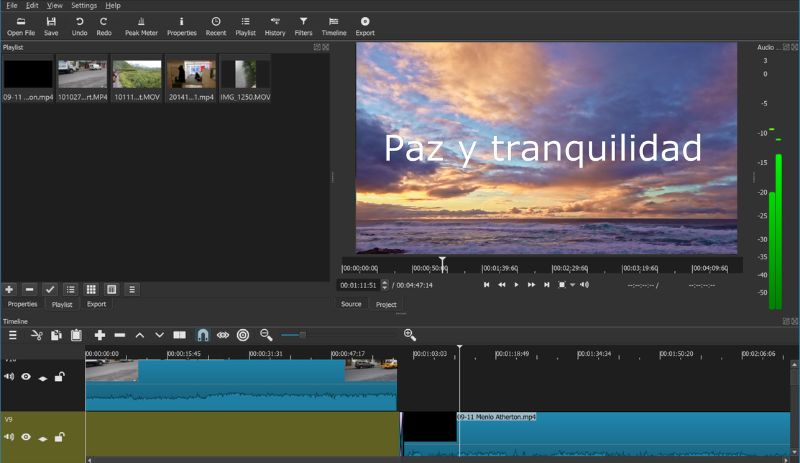 File Edit View Settings Help
Open File Save Undo Redo Peak Meter Properties Recent Playlist History Filters Timeline Export
Playlist
Audio ...
09-11 ...on.mp4 101027...rt.MP4 10111...t.MOV 20141...1.mp4 IMG_1250.MOV
Paz y tranquilidad
3
0
-5
-10
-15
-20
-25
-30
-35
-40
-50
00:00:00:00 00:00:50:00 00:01:39:60 00:02:29:60 00:03:19:60 00:04:09:60
00:01:11:51 / 00:04:47:14 --:--:--:-- / --:--:--:--
Properties Playlist Export
Source Project
Timeline
00:00:00:00 00:00:15:45 00:00:31:31 00:00:47:17 00:01:03:03 00:01:18:49 00:01:34:34 00:01:50:20 00:02:06:06
V9
09-11 Menlo Atherton.mp4